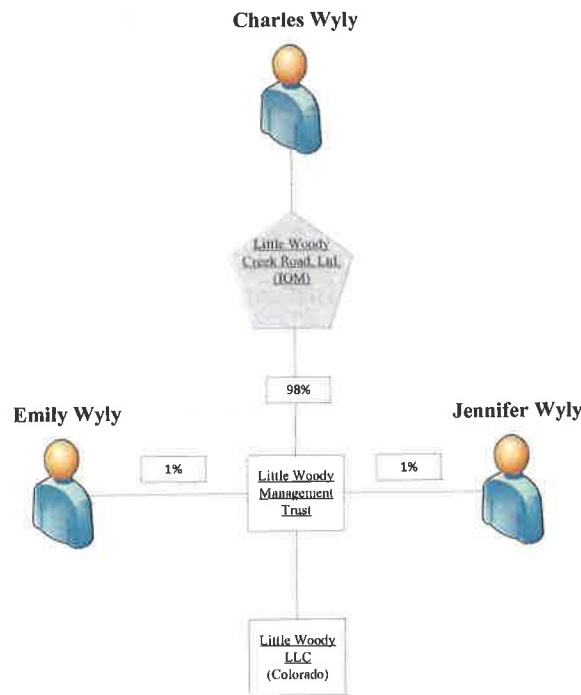 Charles Wyly
Little Woody
Creek Road, Ltd.
(IOM)
98%
Emily Wyly
Jennifer Wyly
1%
1%
Little Woody
Management
Trust
Little Woody
LLC
(Colorado)